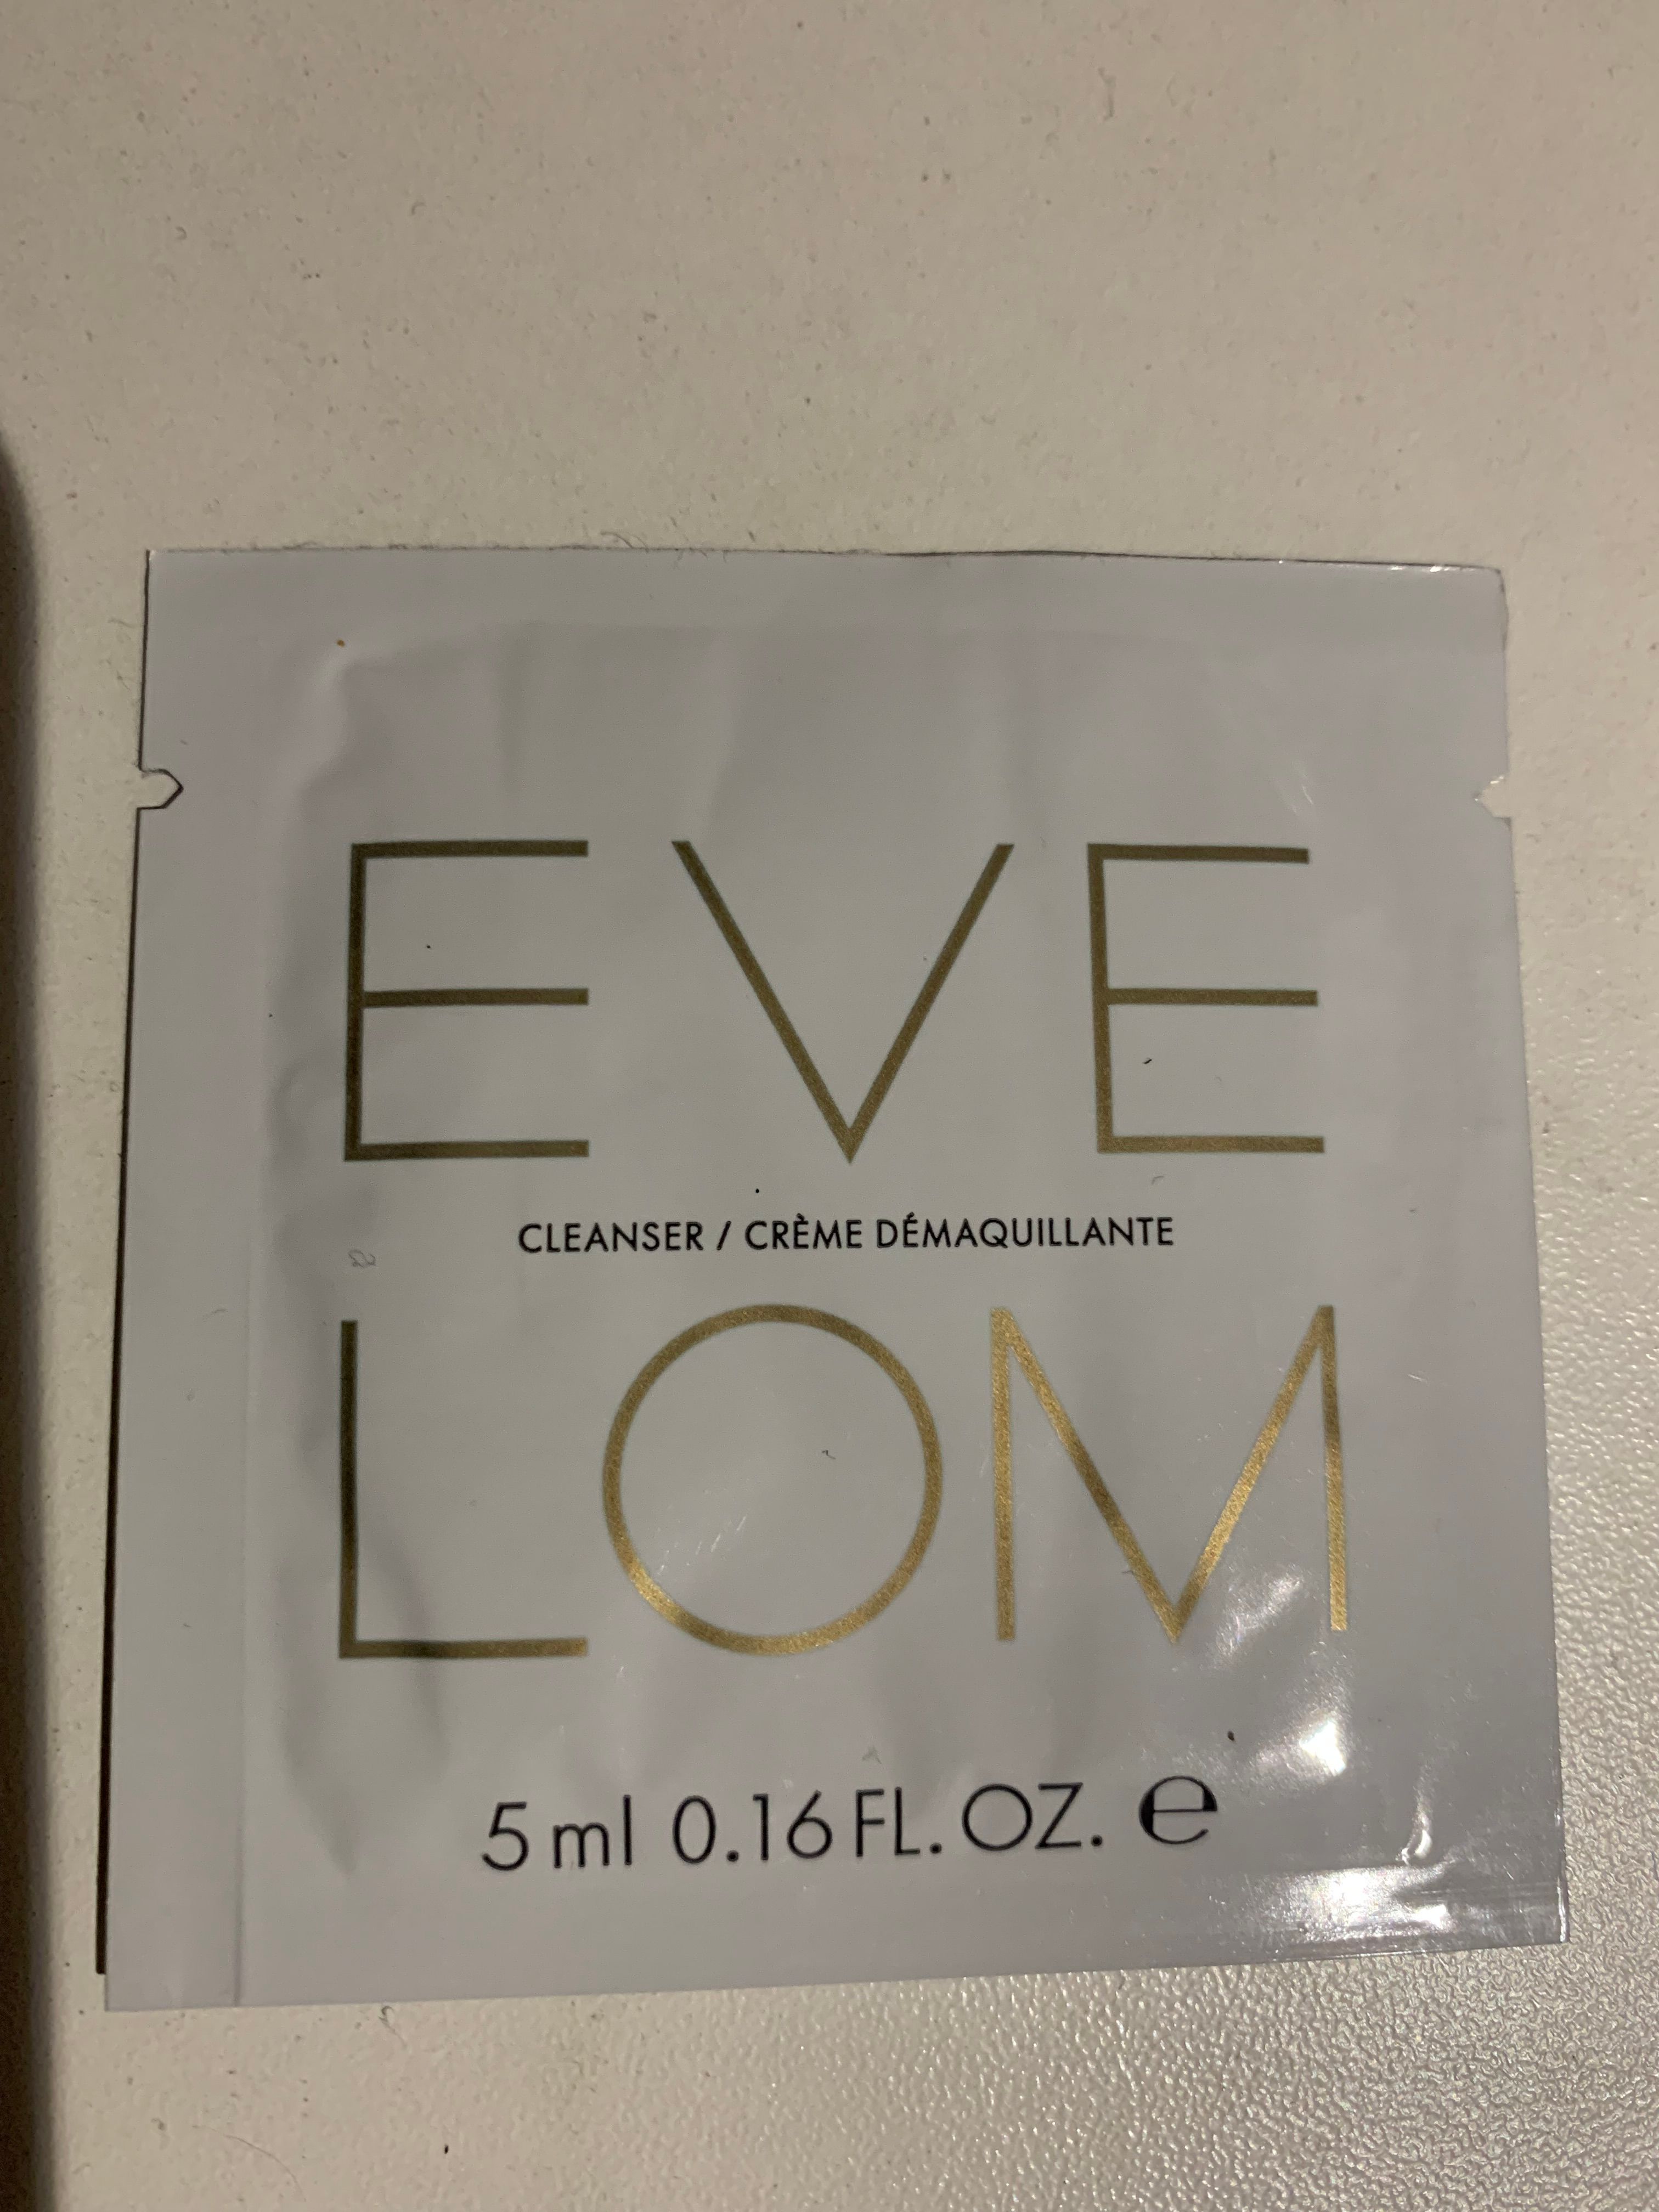 EVE
CLEANSER / CRÈME DÉMAQUILLANTE
LOM
5 ml 0.16 FL. OZ. ℮